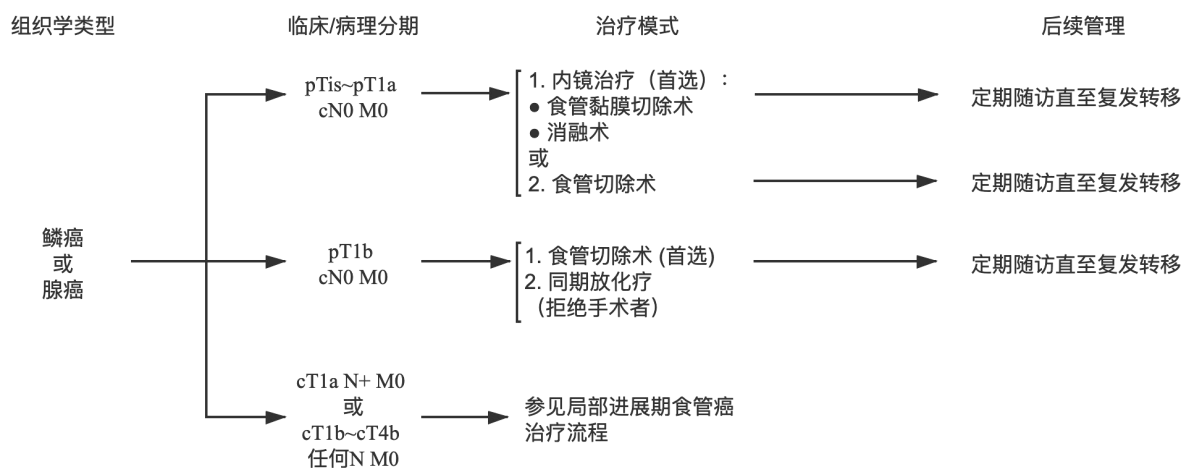 组织学类型
临床/病理分期
治疗模式
后续管理
pTis~pT1a
cN0 M0
1. 内镜治疗（首选）：
● 食管黏膜切除术
● 消融术
或
2. 食管切除术
定期随访直至复发转移
定期随访直至复发转移
鳞癌
或
腺癌
pT1b
cN0 M0
1. 食管切除术 (首选)
2. 同期放化疗
（拒绝手术者）
定期随访直至复发转移
cT1a N+ M0
或
cT1b~cT4b
任何N M0
参见局部进展期食管癌
治疗流程